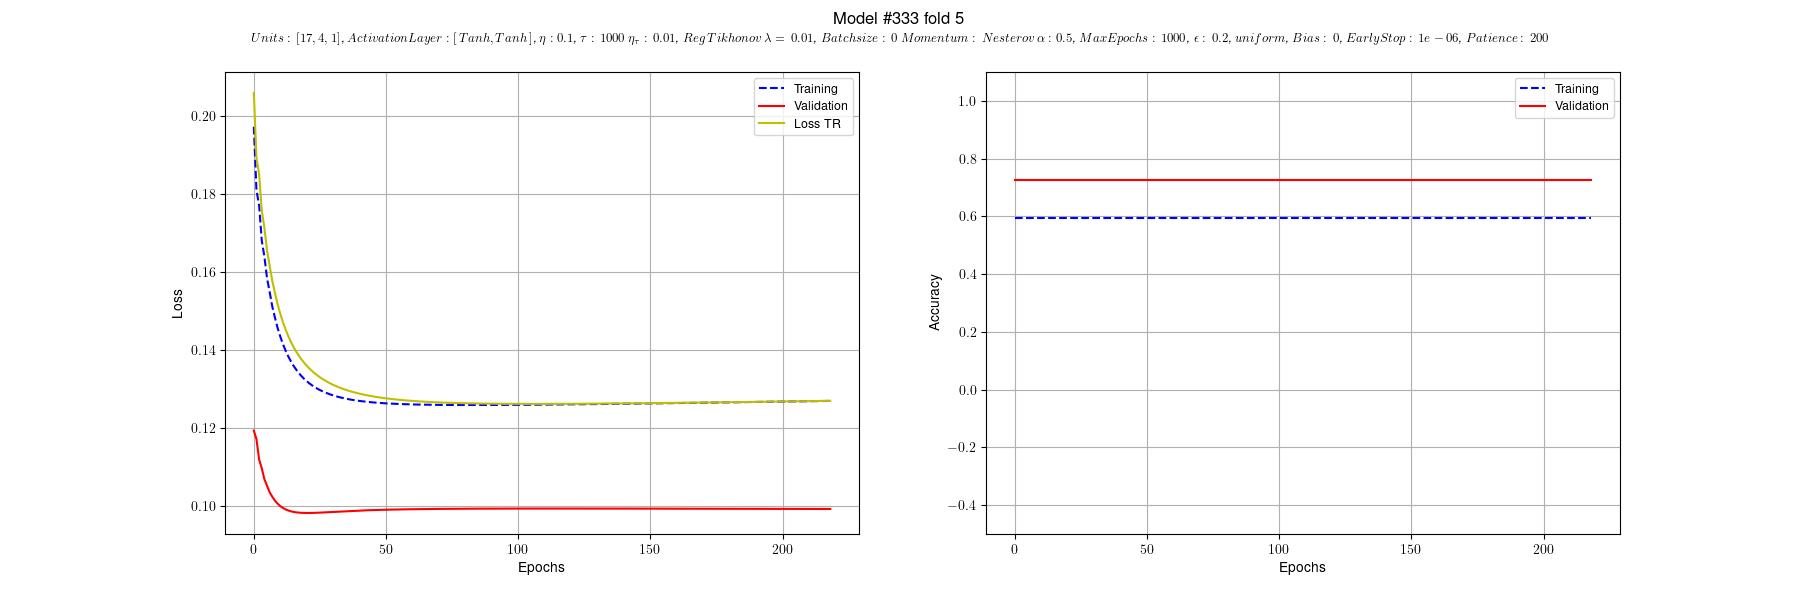 Model #333 fold 5
Units : [17, 4, 1], ActivationLayer : [ Tanh, Tanh ], η : 0.1, τ : 1000 ητ : 0.01, Reg Tikhonov λ = 0.01, Batchsize : 0 Momentum : Nesterov α : 0.5, MaxEpochs : 1000, ϵ : 0.2, uniform, Bias : 0, EarlyStop : 1e − 06, Patience : 200
Training
Validation
Loss TR
0.20
0.18
0.16
0.14
0.12
0.10
Loss
0
50
100
150
200
Epochs
Training
Validation
1.0
0.8
0.6
0.4
0.2
0.0
−0.2
−0.4
Accuracy
0
50
100
150
200
Epochs